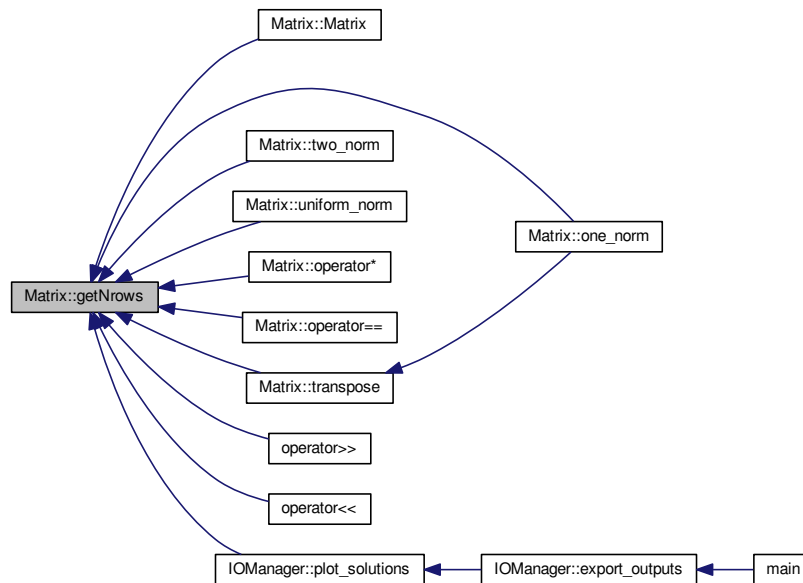 Matrix::Matrix
Matrix::two_norm
Matrix::uniform_norm
Matrix::one_norm
Matrix::operator*
Matrix::getNrows
Matrix::operator==
Matrix::transpose
operator>>
operator<<
IOManager::plot_solutions
IOManager::export_outputs
main